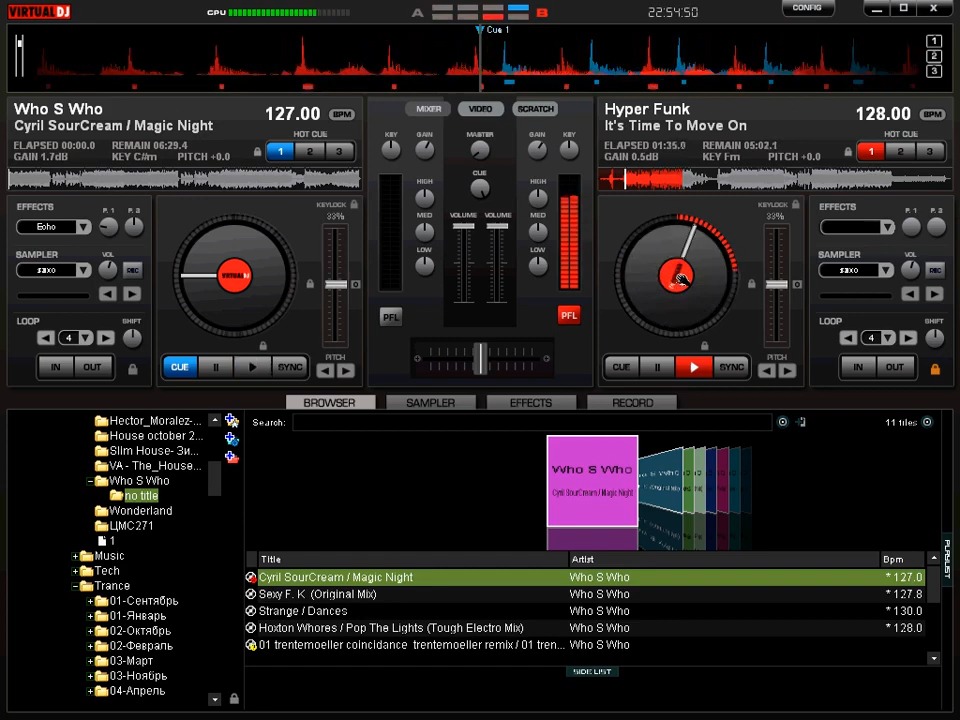 VIRTUAL DJ
CPU
A
B
22:54:50
CONFIG
Cue 1
1
2
3
Who S Who
Cyril SourCream / Magic Night
127.00 BPM
HOT CUE
ELAPSED 00:00.0 REMAIN 06:29.4
GAIN 1.7dB KEY C#m PITCH +0.0
1 2 3
MIXER VIDEO SCRATCH
Hyper Funk
It's Time To Move On
128.00 BPM
HOT CUE
ELAPSED 01:35.0 REMAIN 05:02.1
GAIN 0.5dB KEY Fm PITCH +0.0
1 2 3
KEY GAIN MASTER GAIN KEY
HIGH CUE HIGH
MED VOLUME VOLUME MED
LOW LOW
PFL PFL
EFFECTS
Echo
SAMPLER VOL
saxo REC
LOOP SHIFT
4
IN OUT
KEYLOCK
33%
VIRTUAL DJ
CUE SYNC
PITCH
KEYLOCK
33%
CUE SYNC
PITCH
EFFECTS
SAMPLER VOL
saxo REC
LOOP SHIFT
4
IN OUT
BROWSER SAMPLER EFFECTS RECORD
Hector_Moralez-...
House october 2...
Slim House- Зи...
VA - The_House...
Who S Who
no title
Wonderland
ЦМС271
1
Music
Tech
Trance
01-Сентябрь
01-Январь
02-Октябрь
02-Февраль
03-Март
03-Ноябрь
04-Апрель
Search:
11 files
Who S Who
Cyril SourCream / Magic Night
Title Artist Bpm
Cyril SourCream / Magic Night Who S Who * 127.0
Sexy F. K (Original Mix) Who S Who * 127.8
Strange / Dances Who S Who * 130.0
Hoxton Whores / Pop The Lights (Tough Electro Mix) Who S Who * 128.0
01 trentemoeller coincidance trentemoeller remix / 01 tren... Who S Who
SIDE LIST
PLAYLIST